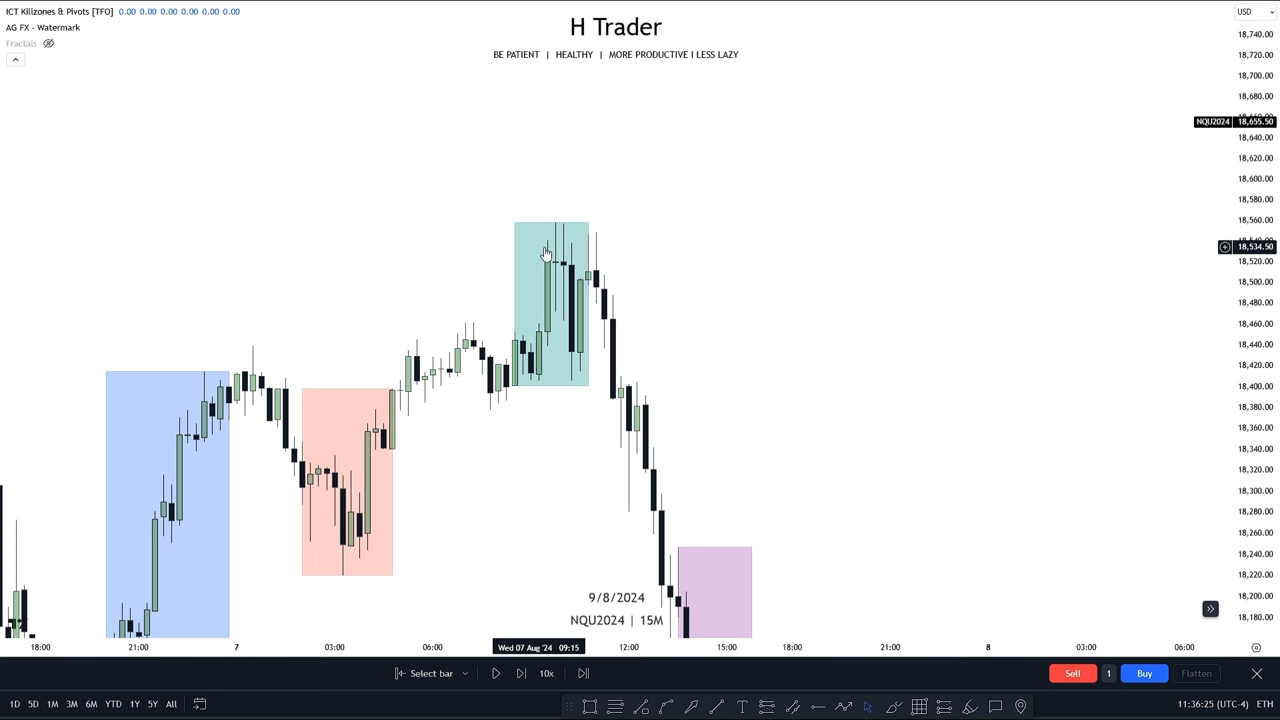 ICT Killzones & Pivots [TFO] 0.00 0.00 0.00 0.00 0.00 0.00
AG FX - Watermark
Fractals
H Trader
BE PATIENT | HEALTHY | MORE PRODUCTIVE I LESS LAZY
USD
18,740.00
18,720.00
18,700.00
18,680.00
NQU2024 18,655.50
18,640.00
18,620.00
18,600.00
18,580.00
18,560.00
18,534.50
18,520.00
18,500.00
18,480.00
18,460.00
18,440.00
18,420.00
18,400.00
18,380.00
18,360.00
18,340.00
18,320.00
18,300.00
18,280.00
18,260.00
18,240.00
18,220.00
18,200.00
18,180.00
9/8/2024
NQU2024 | 15M
18:00 21:00 7 03:00 06:00 Wed 07 Aug '24 09:15 12:00 15:00 18:00 21:00 8 03:00 06:00
Select bar 10x Sell 1 Buy Flatten
1D 5D 1M 3M 6M YTD 1Y 5Y All 11:36:25 (UTC-4) ETH